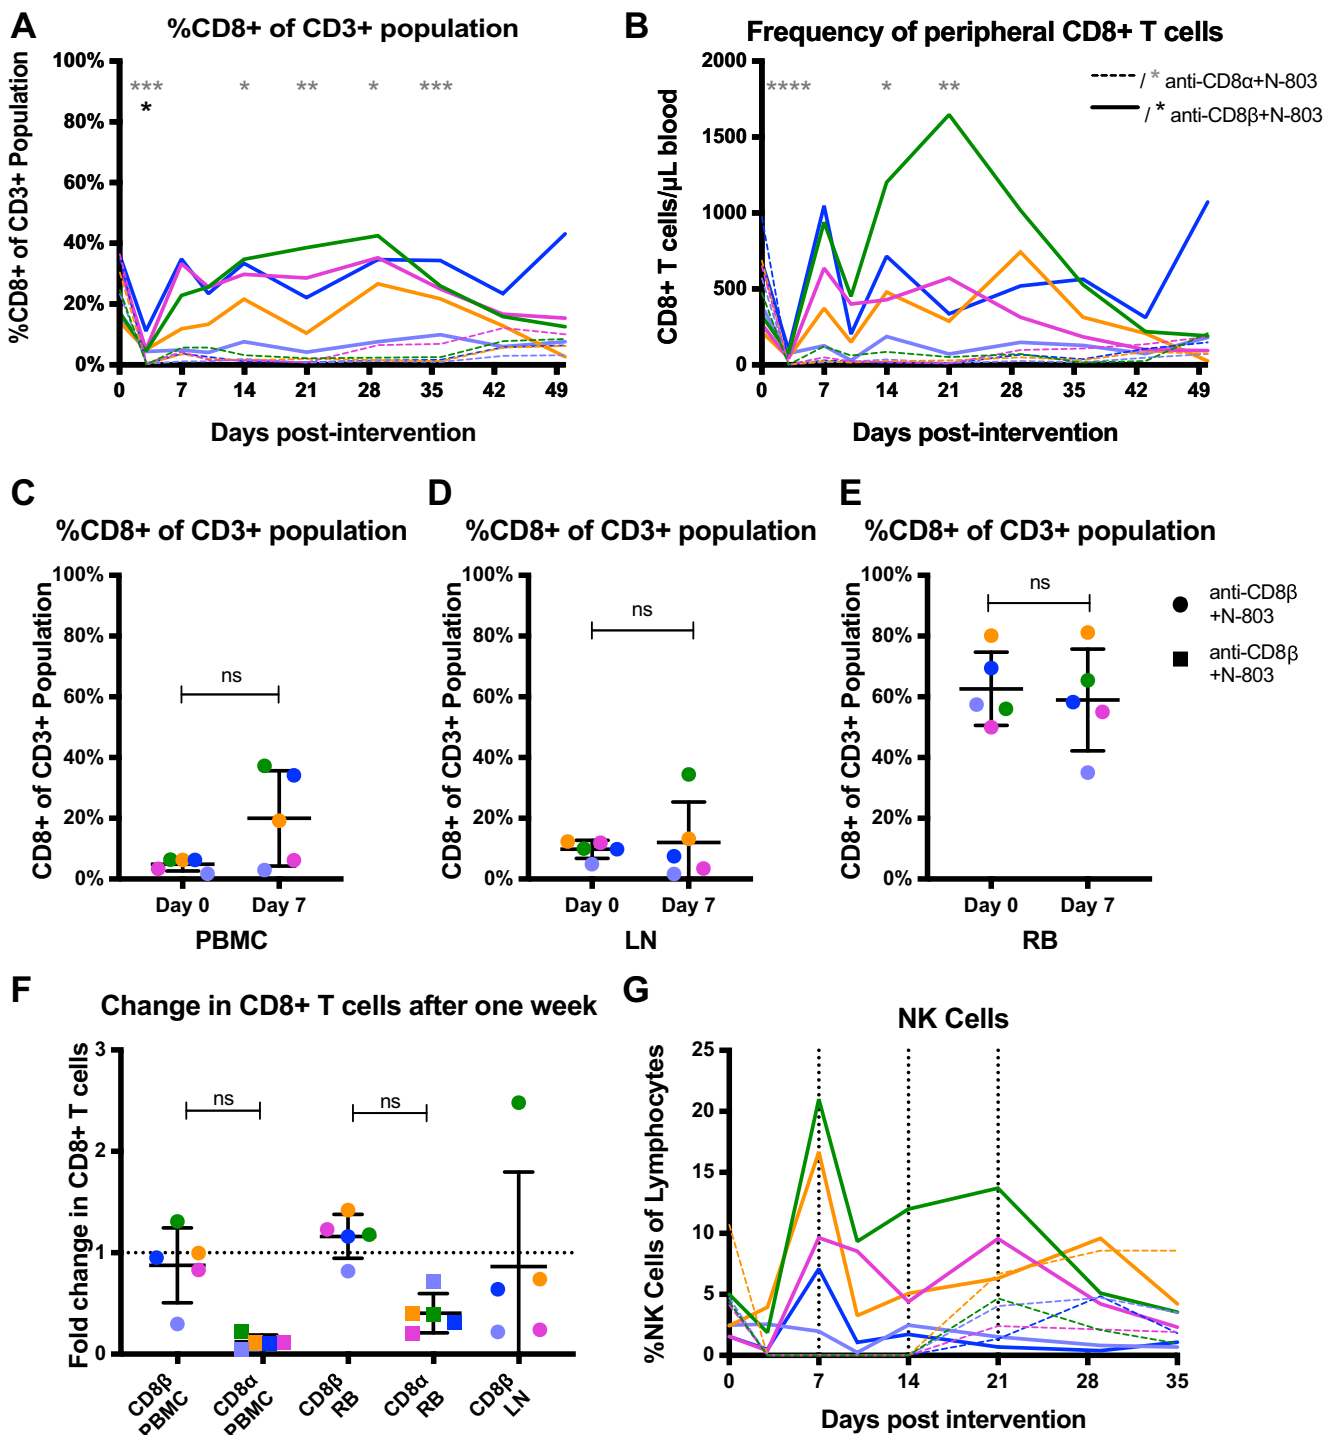 A
%CD8+ of CD3+ population
%CD8+ of CD3+ Population
100%
80%
60%
40%
20%
0%
*** * ** * ***
*
0 7 14 21 28 35 42 49
Days post-intervention
B
Frequency of peripheral CD8+ T cells
CD8+ T cells/µL blood
2000
1500
1000
500
0
**** * **
/ * anti-CD8α+N-803
/ * anti-CD8β+N-803
0 7 14 21 28 35 42 49
Days post-intervention
C
%CD8+ of CD3+ population
CD8+ of CD3+ Population
100%
80%
60%
40%
20%
0%
ns
Day 0 Day 7
PBMC
D
%CD8+ of CD3+ population
CD8+ of CD3+ Population
100%
80%
60%
40%
20%
0%
ns
Day 0 Day 7
LN
E
%CD8+ of CD3+ population
CD8+ of CD3+ Population
100%
80%
60%
40%
20%
0%
ns
Day 0 Day 7
RB
anti-CD8β
+N-803
anti-CD8β
+N-803
F
Change in CD8+ T cells after one week
Fold change in CD8+ T cells
3
2
1
0
ns
ns
CD8β
PBMC
CD8α
PBMC
CD8β
RB
CD8α
RB
CD8β
LN
G
NK Cells
%NK Cells of Lymphocytes
25
20
15
10
5
0
0 7 14 21 28 35
Days post intervention